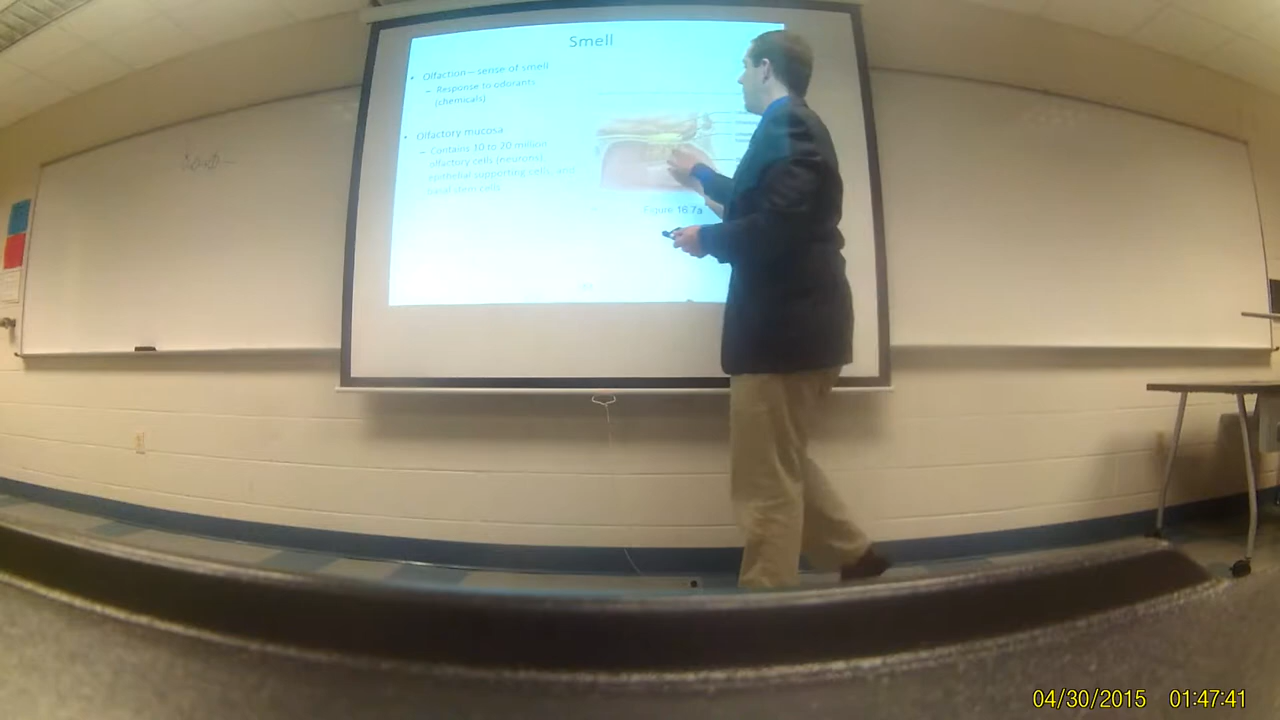 Smell
• Olfaction – sense of smell
– Response to odorants
(chemicals)
• Olfactory mucosa
– Contains 10 to 20 million
olfactory cells (neurons),
epithelial supporting cells, and
basal stem cells
Figure 16.7a
04/30/2015 01:47:41